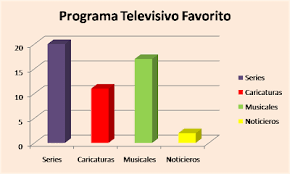 Programa Televisivo Favorito
20
15
10
5
0
Series
Caricaturas
Musicales
Noticieros
Series
Caricaturas
Musicales
Noticieros